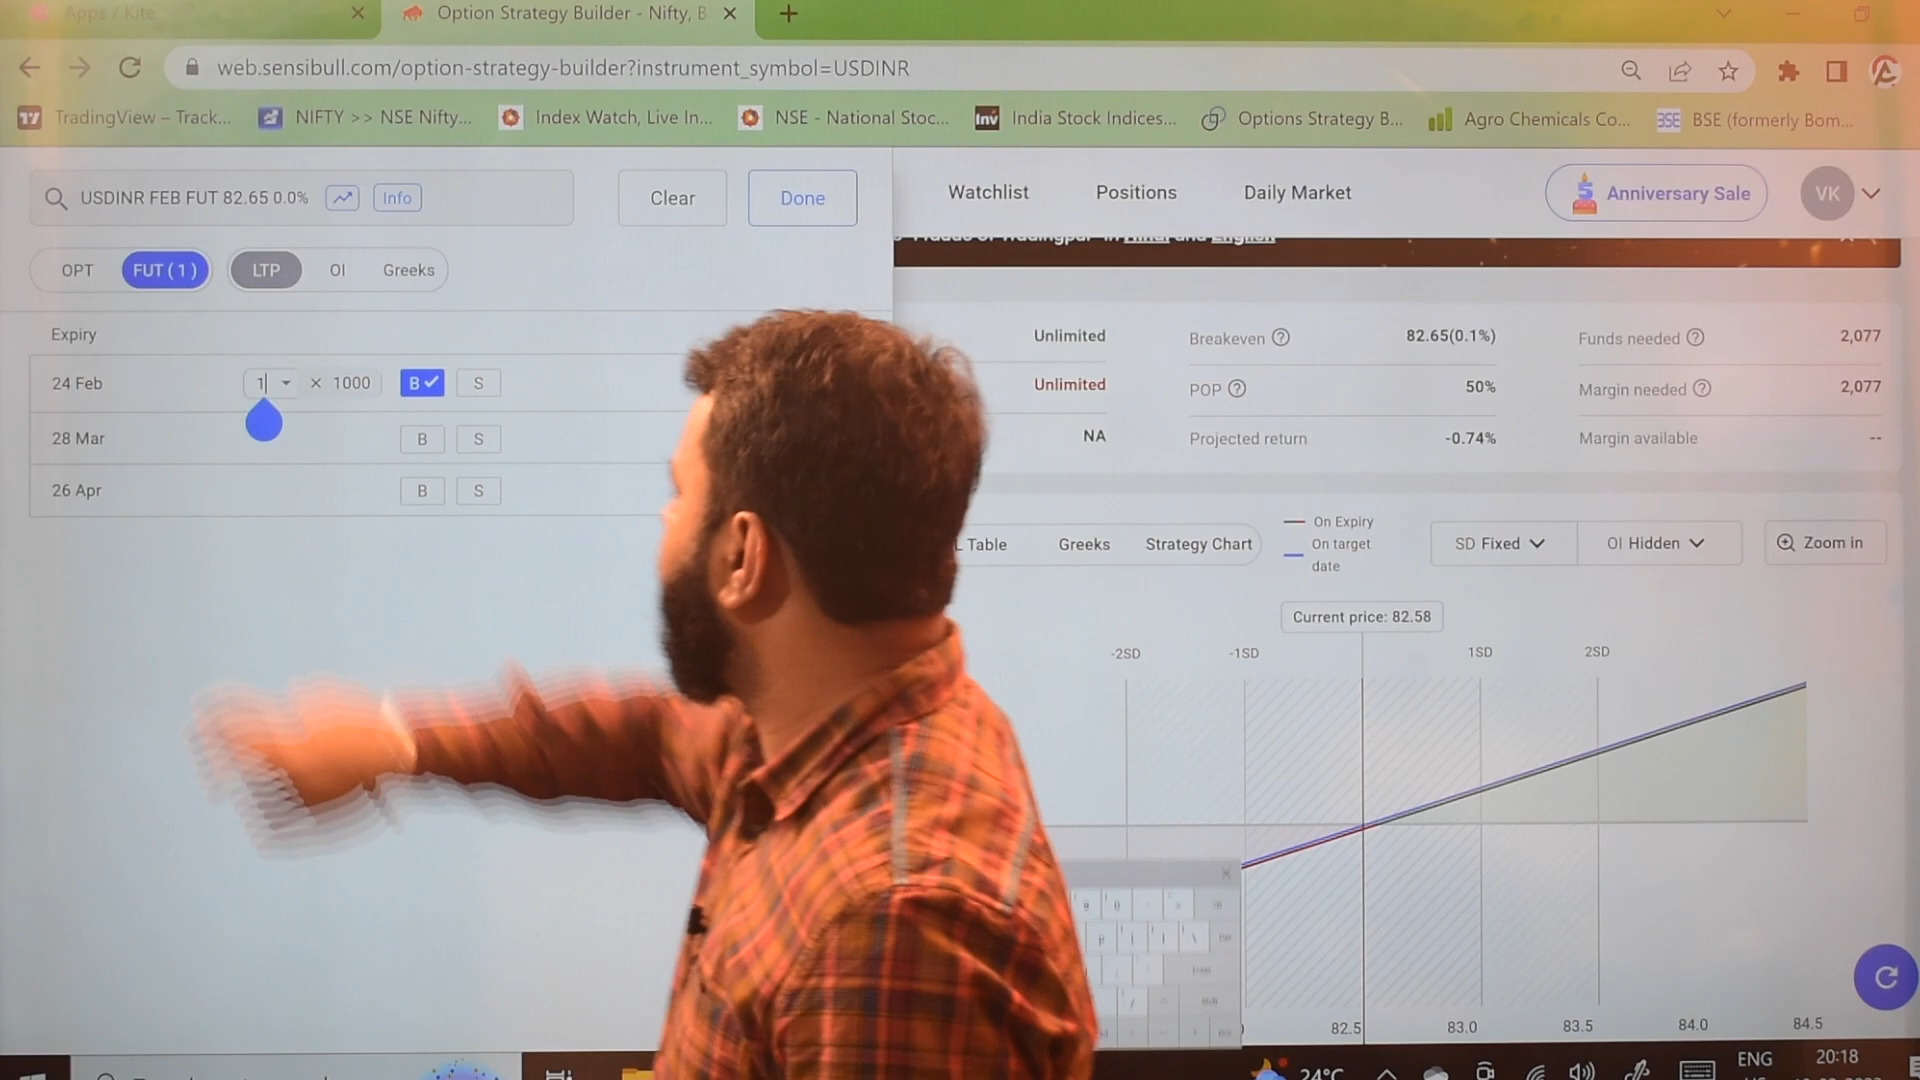 Apps / Kite
Option Strategy Builder - Nifty, B
web.sensibull.com/option-strategy-builder?instrument_symbol=USDINR
TradingView – Track...
NIFTY >> NSE Nifty...
Index Watch, Live In...
NSE - National Stoc...
Inv
India Stock Indices...
Options Strategy B...
Agro Chemicals Co...
BSE (formerly Bom...
USDINR FEB FUT 82.65 0.0%
Info
Clear
Done
Watchlist
Positions
Daily Market
5
Anniversary Sale
VK
OPT
FUT ( 1 )
LTP
OI
Greeks
Expiry
24 Feb
1
× 1000
B
S
28 Mar
B
S
26 Apr
B
S
Unlimited
Unlimited
NA
Breakeven
82.65(0.1%)
POP
50%
Projected return
-0.74%
Funds needed
2,077
Margin needed
2,077
Margin available
--
L Table
Greeks
Strategy Chart
On Expiry
On target
date
SD Fixed
OI Hidden
Zoom in
Current price: 82.58
-2SD
-1SD
1SD
2SD
82.5
83.0
83.5
84.0
84.5
24°C
ENG
20:18